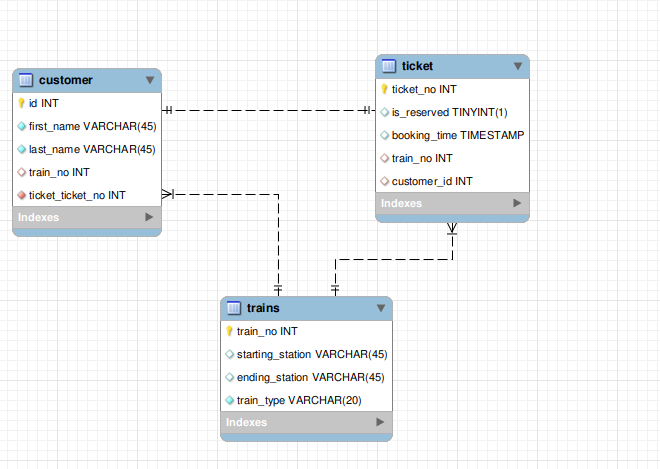 customer
id INT
first_name VARCHAR(45)
last_name VARCHAR(45)
train_no INT
ticket_ticket_no INT
Indexes
ticket
ticket_no INT
is_reserved TINYINT(1)
booking_time TIMESTAMP
train_no INT
customer_id INT
Indexes
trains
train_no INT
starting_station VARCHAR(45)
ending_station VARCHAR(45)
train_type VARCHAR(20)
Indexes